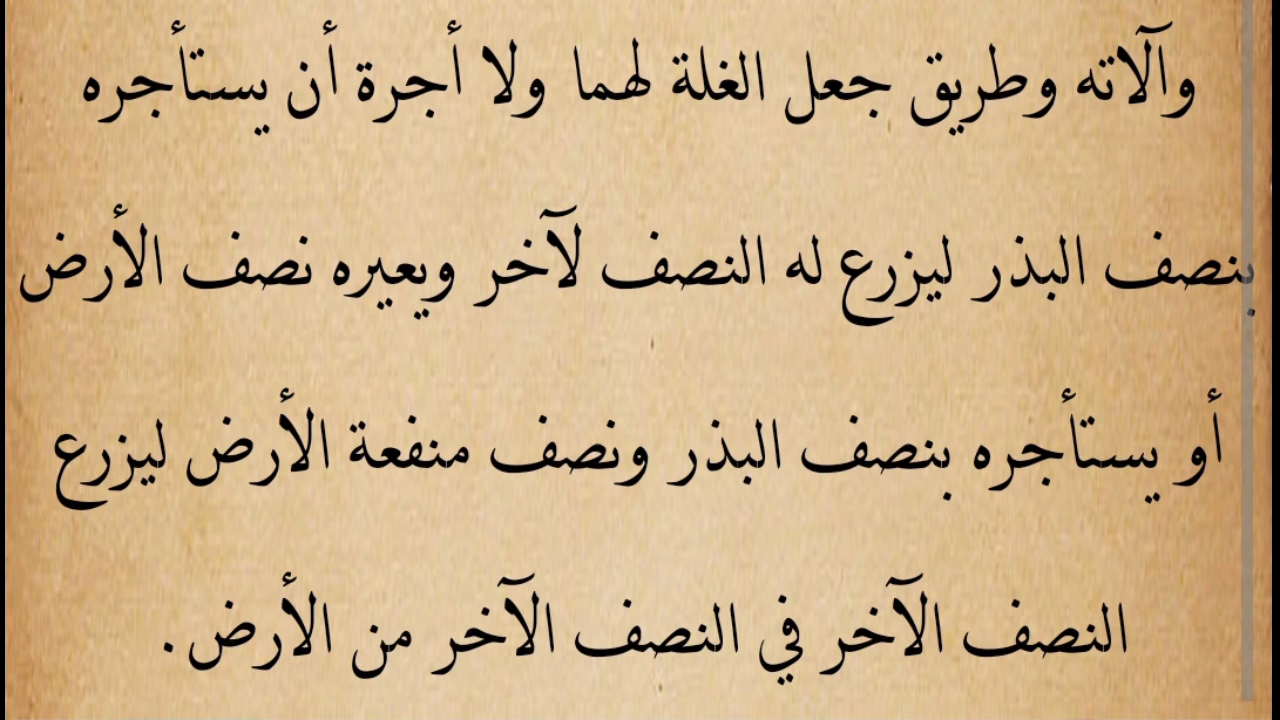 وآلاته وطريق جعل الغلة لهما ولا أجرة أن يستأجره
بنصف البذر ليزرع له النصف لآخر ويعيره نصف الأرض
أو يستأجره بنصف البذر ونصف منفعة الأرض ليزرع
النصف الآخر في النصف الآخر من الأرض.